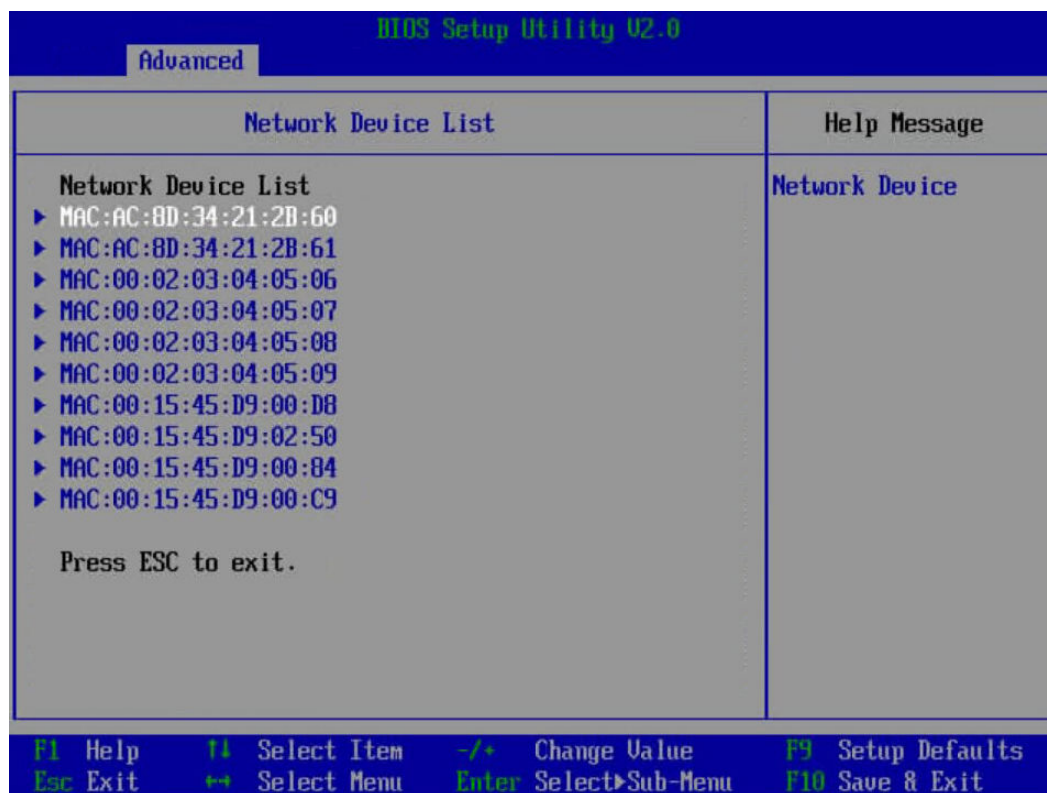 BIOS Setup Utility V2.0
Advanced
Network Device List
Help Message
Network Device List
Network Device
▶ MAC:AC:8D:34:21:2B:60
▶ MAC:AC:8D:34:21:2B:61
▶ MAC:00:02:03:04:05:06
▶ MAC:00:02:03:04:05:07
▶ MAC:00:02:03:04:05:08
▶ MAC:00:02:03:04:05:09
▶ MAC:00:15:45:D9:00:D8
▶ MAC:00:15:45:D9:02:50
▶ MAC:00:15:45:D9:00:84
▶ MAC:00:15:45:D9:00:C9
Press ESC to exit.
F1 Help ↑↓ Select Item -/+ Change Value F9 Setup Defaults
Esc Exit ←→ Select Menu Enter Select▶Sub-Menu F10 Save & Exit